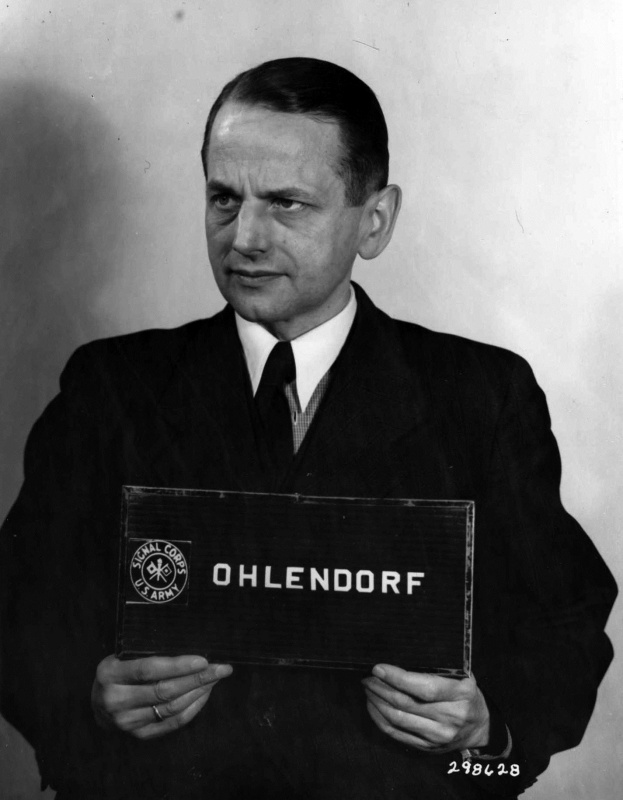 SIGNAL CORPS
U.S. ARMY
OHLENDORF
298628